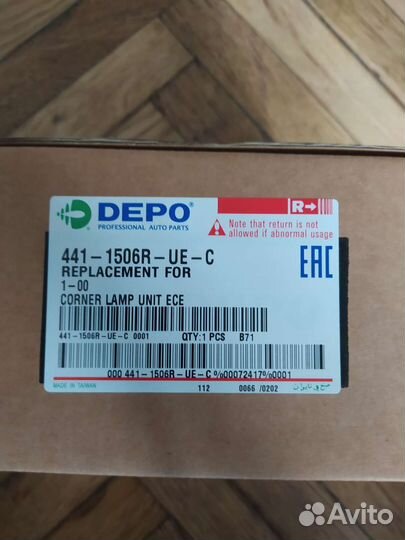 DEPO®
PROFESSIONAL AUTO PARTS
R
Note that return is not
allowed if abnormal usage
441-1506R-UE-C
REPLACEMENT FOR
1-00
CORNER LAMP UNIT ECE
EAC
441-1506R-UE-C 0001 QTY:1 PCS B71
000 441-1506R-UE-C%00072417%0001
MADE IN TAIWAN 112 0066 /0202
Avito